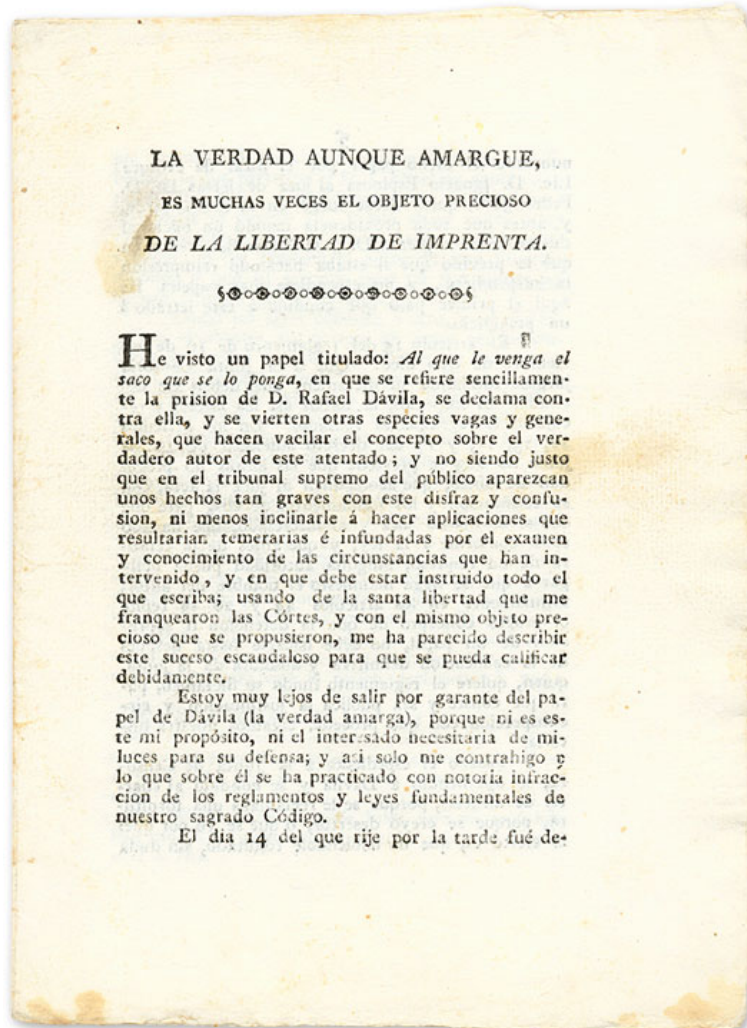 LA VERDAD AUNQUE AMARGUE,
ES MUCHAS VECES EL OBJETO PRECIOSO
DE LA LIBERTAD DE IMPRENTA.
He visto un papel titulado: Al que le venga el
saco que se lo ponga, en que se refiere sencillamen-
te la prision de D. Rafael Dávila, se declama con-
tra ella, y se vierten otras especies vagas y gene-
rales, que hacen vacilar el concepto sobre el ver-
dadero autor de este atentado; y no siendo justo
que en el tribunal supremo del público aparezcan
unos hechos tan graves con este disfraz y confu-
sion, ni menos inclinarle á hacer aplicaciones que
resultarian temerarias é infundadas por el examen
y conocimiento de las circunstancias que han in-
tervenido, y en que debe estar instruido todo el
que escriba; usando de la santa libertad que me
franquearon las Córtes, y con el mismo objeto pre-
cioso que se propusieron, me ha parecido describir
este suceso escandaloso para que se pueda calificar
debidamente.
Estoy muy lejos de salir por garante del pa-
pel de Dávila (la verdad amarga), porque ni es es-
te mi propósito, ni el interesado necesitaria de mi-
luces para su defensa; y asi solo me contrahigo
lo que sobre él se ha practicado con notoria infrac-
cion de los reglamentos y leyes fundamentales de
nuestro sagrado Código.
El dia 14 del que rije por la tarde fué de-